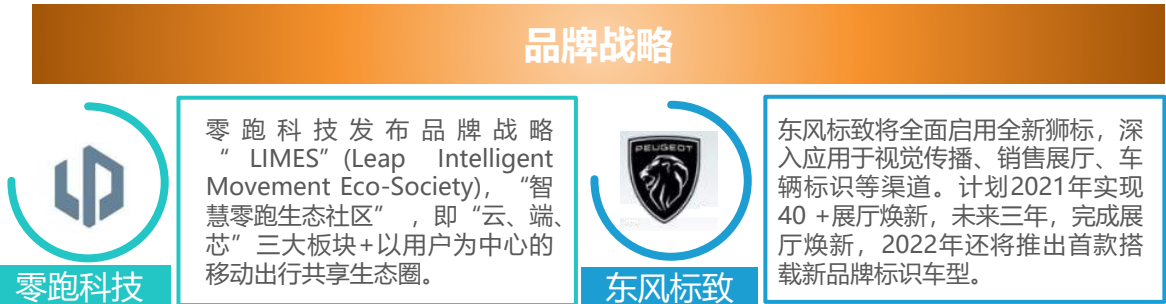 品牌战略
零跑科技发布品牌战略
“ LIMES”(Leap Intelligent
Movement Eco-Society)，“智
慧零跑生态社区” ，即“云、端、
芯”三大板块+以用户为中心的
移动出行共享生态圈。
零跑科技
PEUGEOT
东风标致将全面启用全新狮标，深
入应用于视觉传播、销售展厅、车
辆标识等渠道。计划2021年实现
40 +展厅焕新，未来三年，完成展
厅焕新，2022年还将推出首款搭
载新品牌标识车型。
东风标致